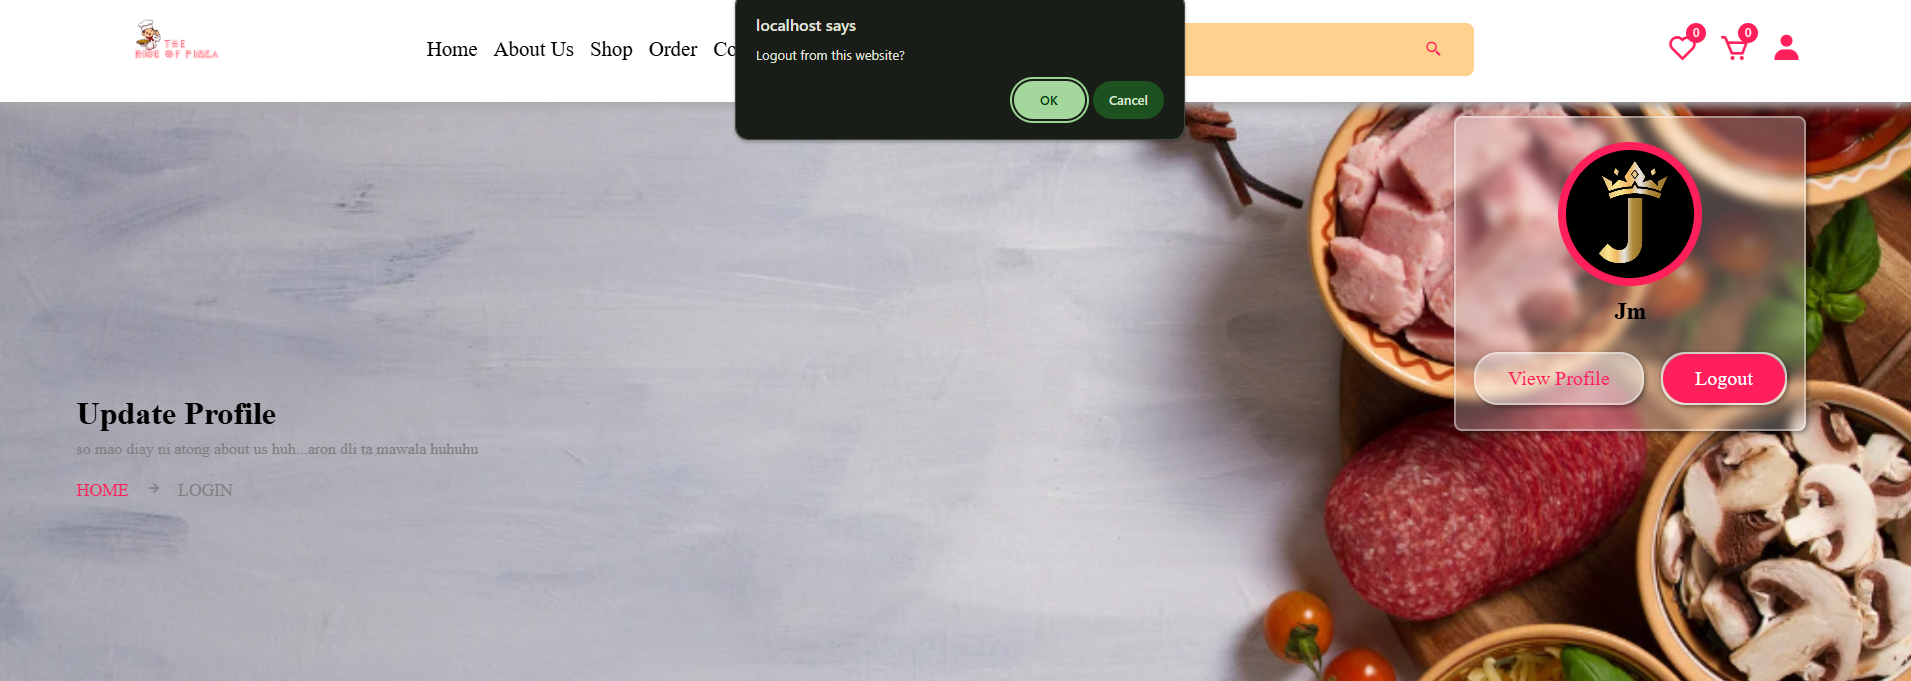 THE
RISE OF PIZZA
Home About Us Shop Order Co
localhost says
Logout from this website?
OK Cancel
0 0
J
Jm
View Profile Logout
Update Profile
so mao diay ni atong about us huh...aron dli ta mawala huhuhu
HOME → LOGIN